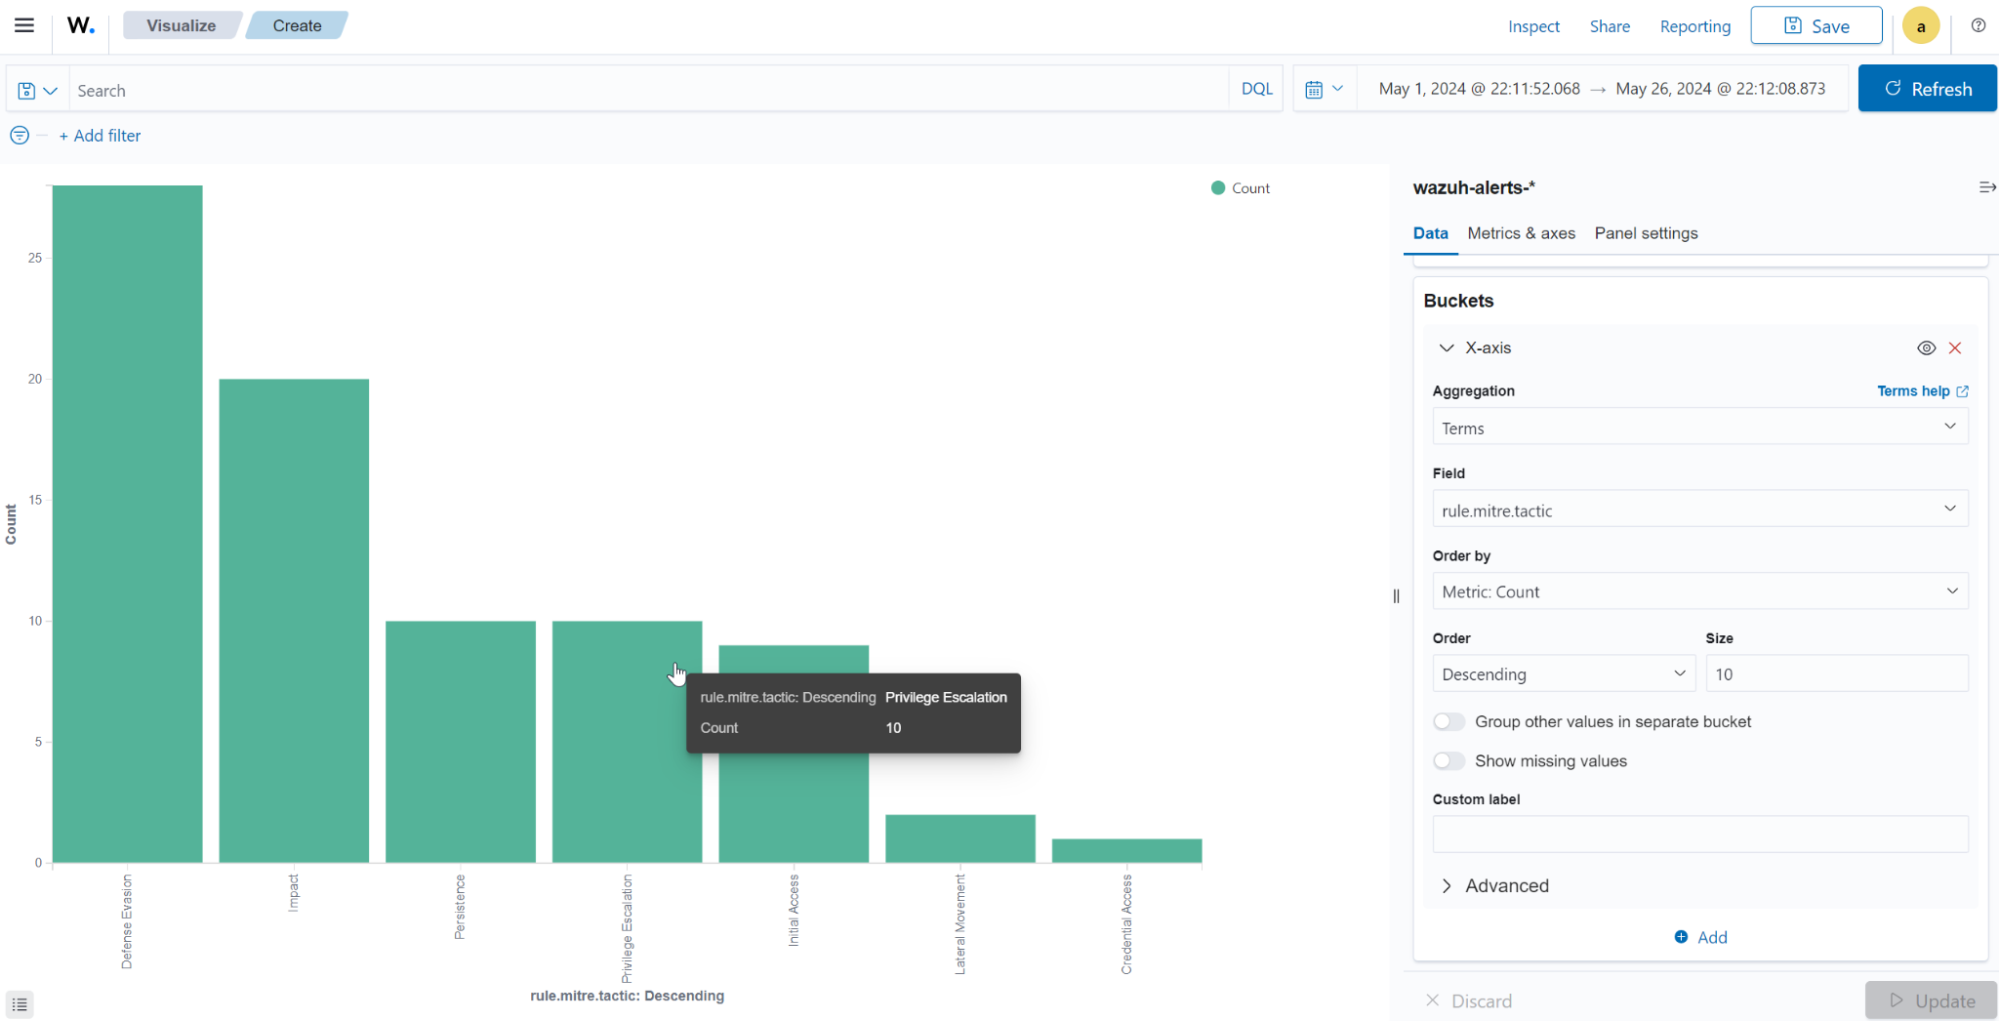 W.
Visualize
Create
Inspect
Share
Reporting
Save
a
Search
DQL
May 1, 2024 @ 22:11:52.068 → May 26, 2024 @ 22:12:08.873
Refresh
+ Add filter
Count
25
20
15
10
5
0
Count
rule.mitre.tactic: Descending Privilege Escalation
Count 10
Defense Evasion
Impact
Persistence
Privilege Escalation
Initial Access
Lateral Movement
Credential Access
rule.mitre.tactic: Descending
wazuh-alerts-*
Data
Metrics & axes
Panel settings
Buckets
X-axis
Aggregation
Terms help
Terms
Field
rule.mitre.tactic
Order by
Metric: Count
Order
Size
Descending
10
Group other values in separate bucket
Show missing values
Custom label
Advanced
Add
Discard
Update